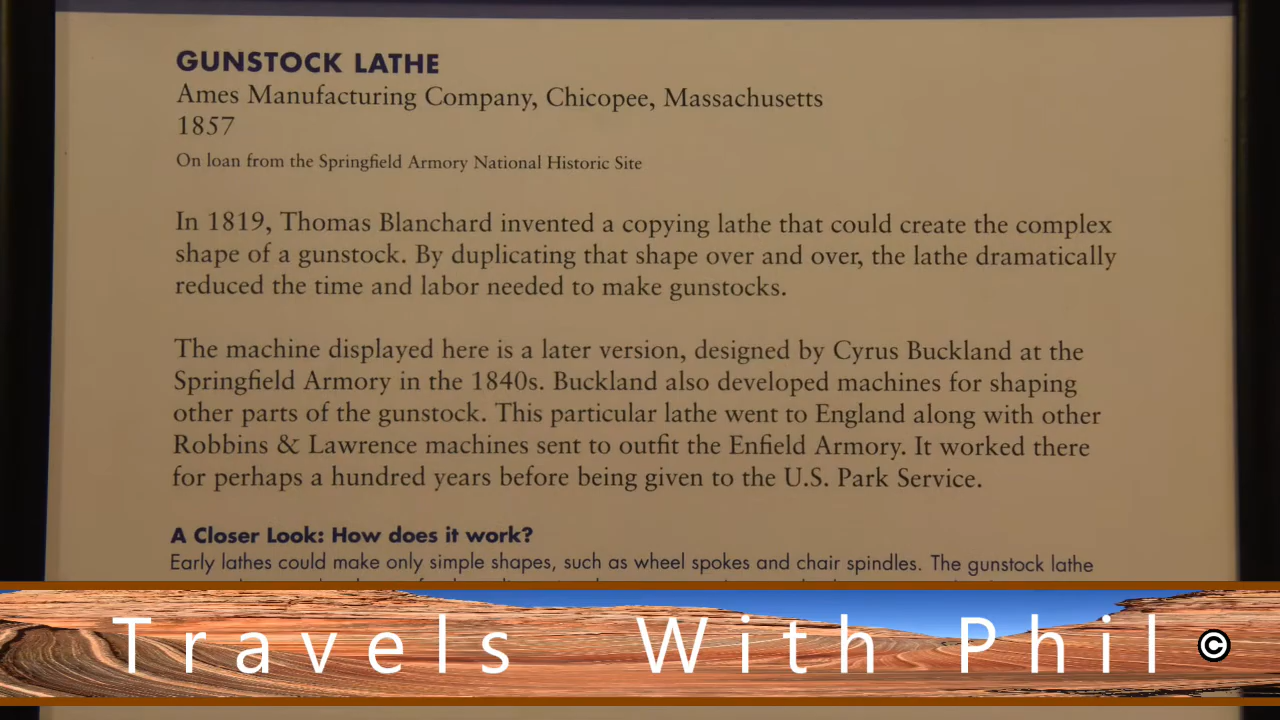 GUNSTOCK LATHE
Ames Manufacturing Company, Chicopee, Massachusetts
1857
On loan from the Springfield Armory National Historic Site
In 1819, Thomas Blanchard invented a copying lathe that could create the complex
shape of a gunstock. By duplicating that shape over and over, the lathe dramatically
reduced the time and labor needed to make gunstocks.
The machine displayed here is a later version, designed by Cyrus Buckland at the
Springfield Armory in the 1840s. Buckland also developed machines for shaping
other parts of the gunstock. This particular lathe went to England along with other
Robbins & Lawrence machines sent to outfit the Enfield Armory. It worked there
for perhaps a hundred years before being given to the U.S. Park Service.
A Closer Look: How does it work?
Early lathes could make only simple shapes, such as wheel spokes and chair spindles. The gunstock lathe
Travels With Phil ©